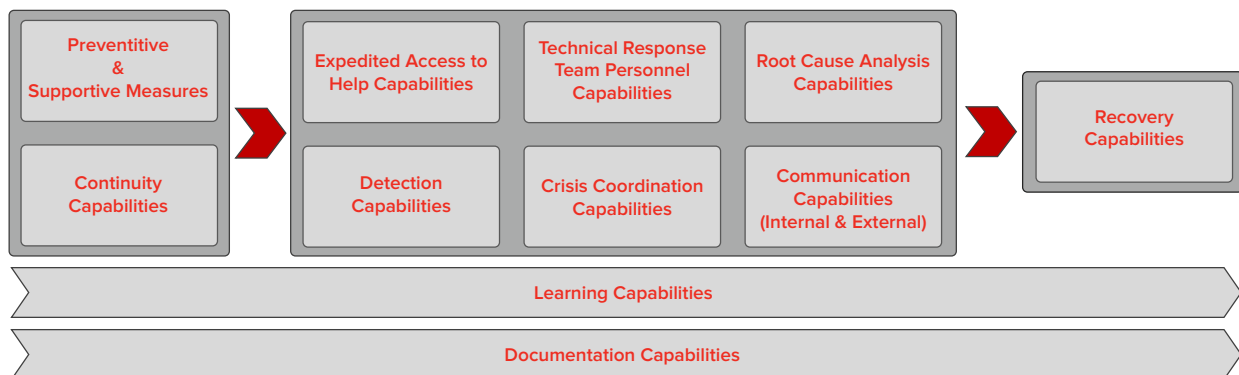 Preventitive
&
Supportive Measures
Continuity
Capabilities
Expedited Access to
Help Capabilities
Technical Response
Team Personnel
Capabilities
Root Cause Analysis
Capabilities
Detection
Capabilities
Crisis Coordination
Capabilities
Communication
Capabilities
(Internal & External)
Recovery
Capabilities
Learning Capabilities
Documentation Capabilities